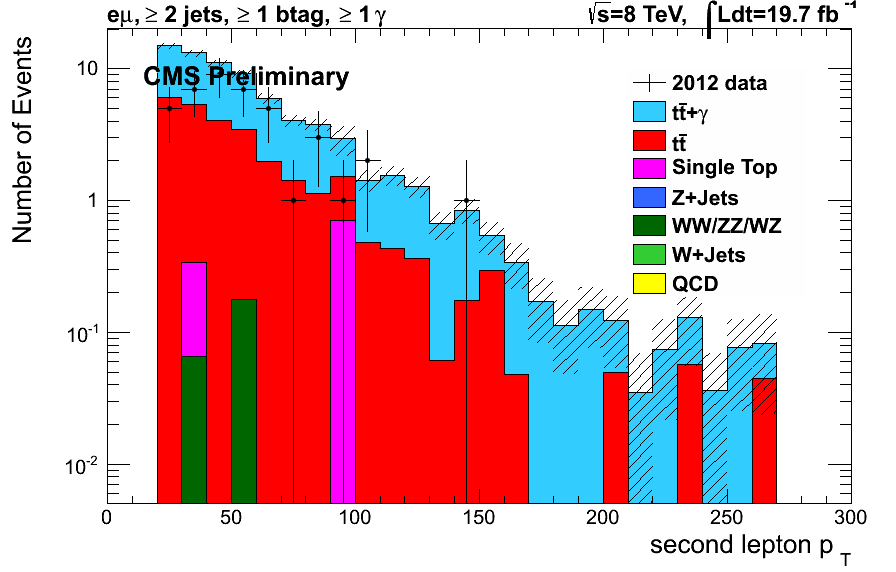 eμ, ≥ 2 jets, ≥ 1 btag, ≥ 1 γ √s=8 TeV, ∫Ldt=19.7 fb⁻¹
CMS Preliminary
2012 data
tt̄+γ
tt̄
Single Top
Z+Jets
WW/ZZ/WZ
W+Jets
QCD
Number of Events
10
1
10⁻¹
10⁻²
0 50 100 150 200 250 300
second lepton p_T